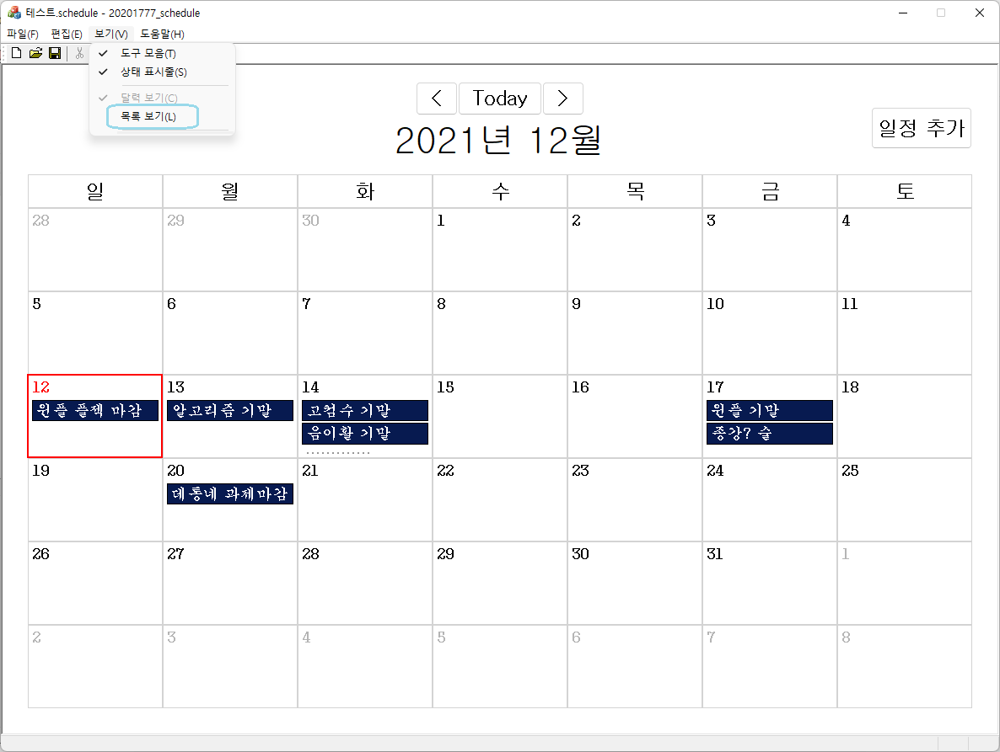 테스트.schedule - 20201777_schedule
파일(F) 편집(E) 보기(V) 도움말(H)
도구 모음(T)
상태 표시줄(S)
달력 보기(C)
목록 보기(L)
< Today >
2021년 12월
일정 추가
일 월 화 수 목 금 토
28 29 30 1 2 3 4
5 6 7 8 9 10 11
12 13 14 15 16 17 18
윈플 플젝 마감 알고리즘 기말 고컴수 기말 윈플 기말
음이활 기말 종강? 술
.............
19 20 21 22 23 24 25
데통네 과제마감
26 27 28 29 30 31 1
2 3 4 5 6 7 8